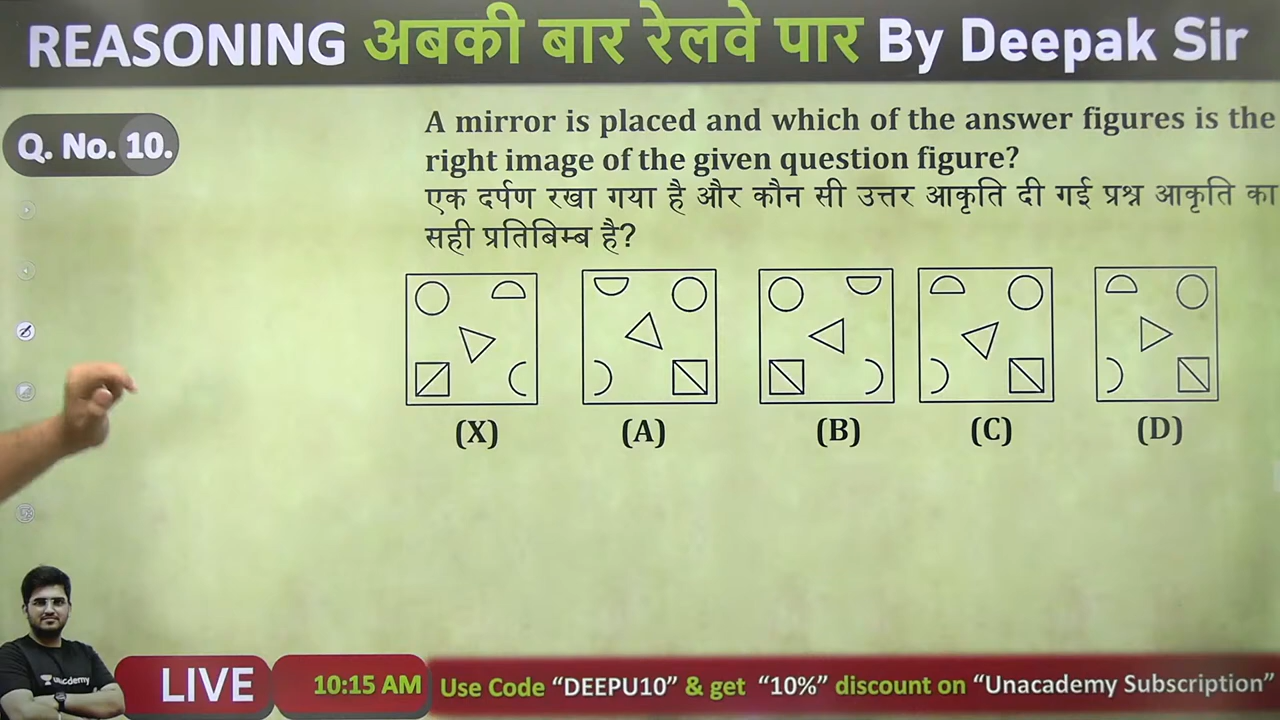 REASONING अबकी बार रेलवे पार By Deepak Sir
Q. No. 10.
A mirror is placed and which of the answer figures is the
right image of the given question figure?
एक दर्पण रखा गया है और कौन सी उत्तर आकृति दी गई प्रश्न आकृति का
सही प्रतिबिम्ब है?
(X) (A) (B) (C) (D)
unacademy
LIVE 10:15 AM Use Code “DEEPU10” & get “10%” discount on “Unacademy Subscription”